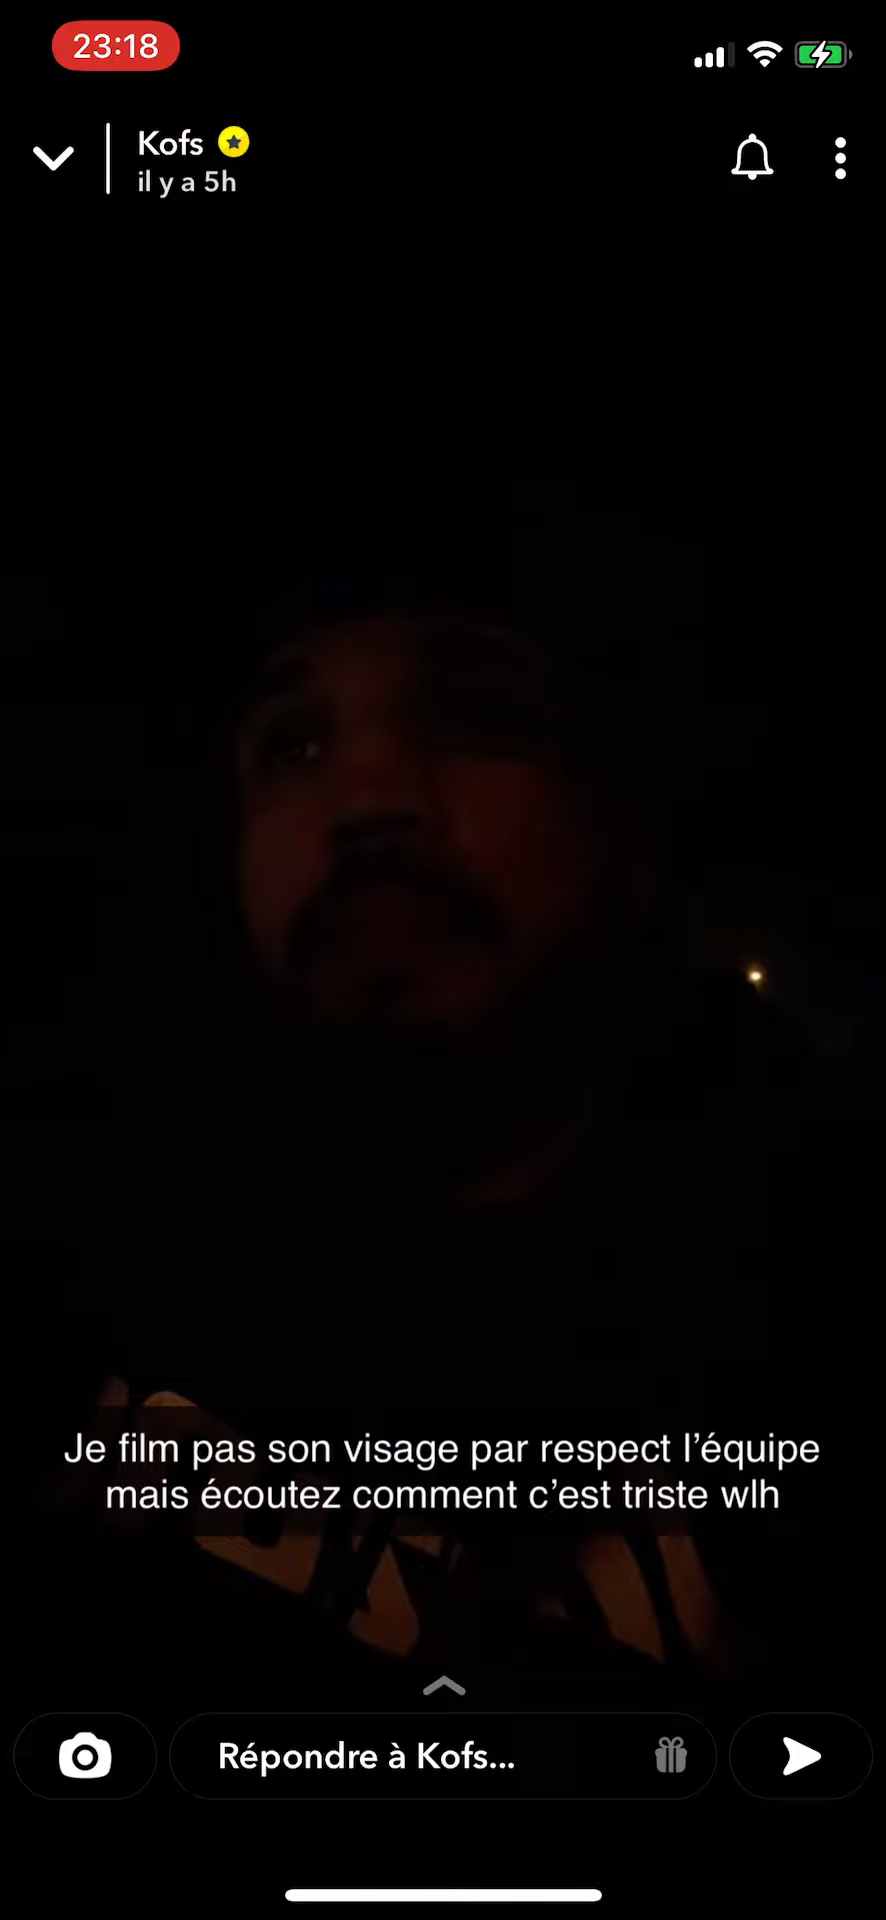 23:18
Kofs
il y a 5h
Je film pas son visage par respect l’équipe
mais écoutez comment c’est triste wlh
Répondre à Kofs...